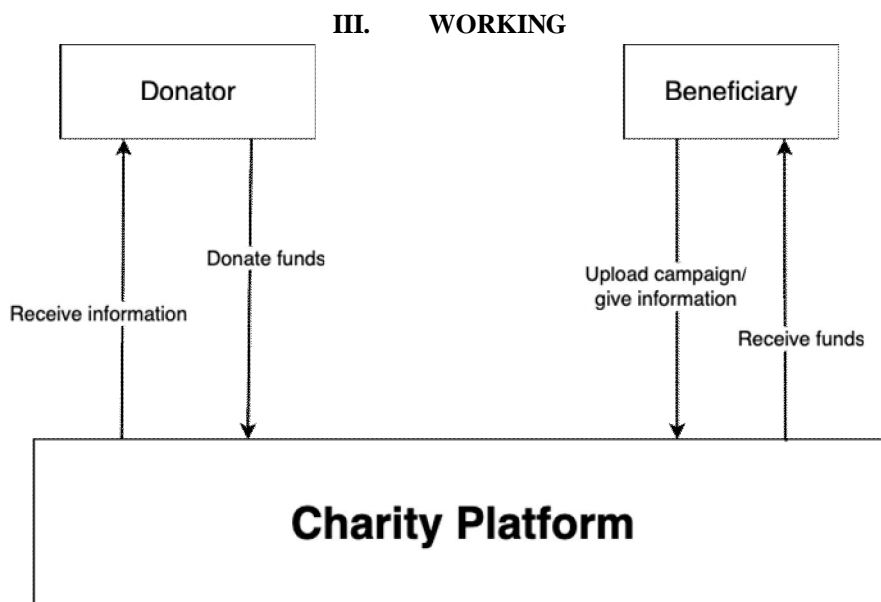 III. WORKING
Donator
Beneficiary
Donate funds
Upload campaign/
give information
Receive information
Receive funds
Charity Platform